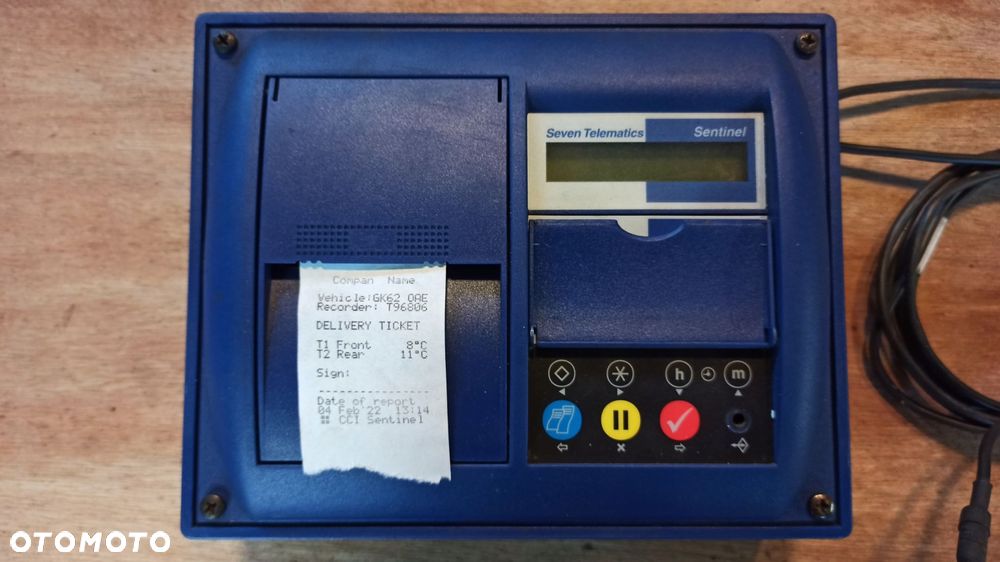 Seven Telematics Sentinel
Compan Name
Vehicle:GK62 OAE
Recorder: T96806
DELIVERY TICKET
T1 Front 8°C
T2 Rear 11°C
Sign:
Date of report
04 Feb'22 13:14
CCI Sentinel
h m
OTOMOTO